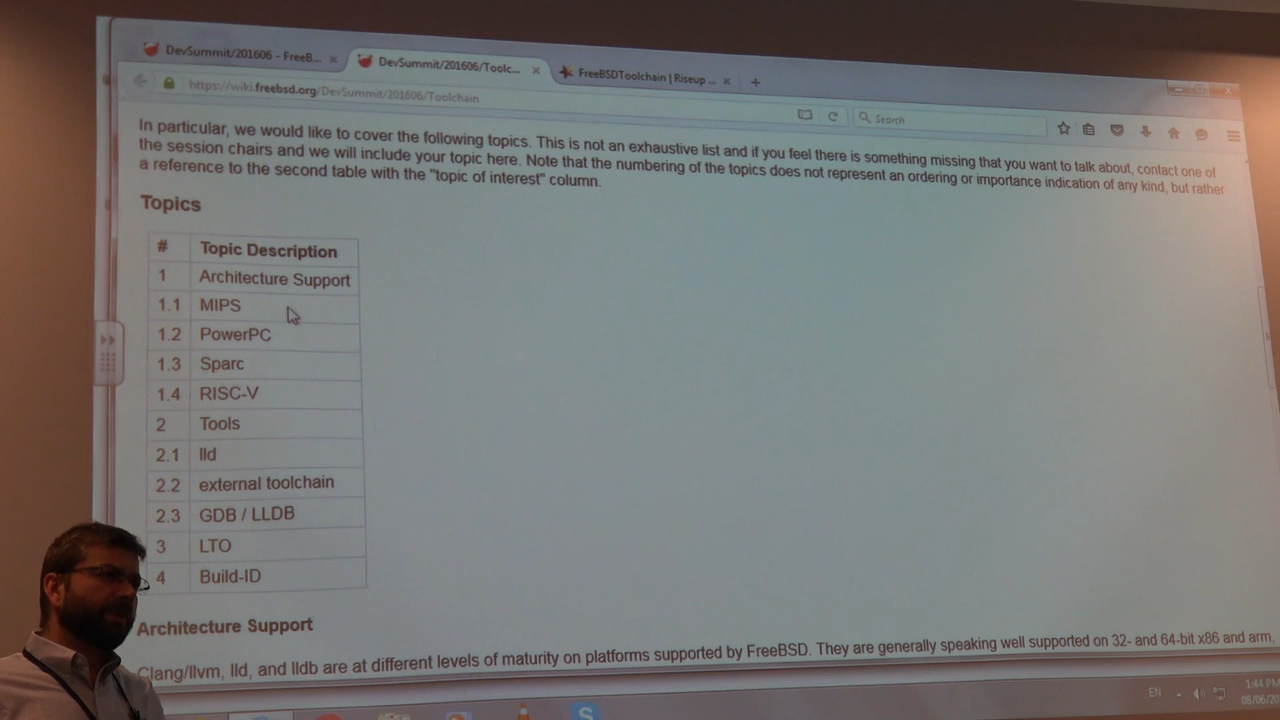 DevSummit/201606 - FreeB...
DevSummit/201606/Toolc...
FreeBSDToolchain | Riseup ...
https://wiki.freebsd.org/DevSummit/201606/Toolchain
Search
In particular, we would like to cover the following topics. This is not an exhaustive list and if you feel there is something missing that you want to talk about, contact one of
the session chairs and we will include your topic here. Note that the numbering of the topics does not represent an ordering or importance indication of any kind, but rather
a reference to the second table with the "topic of interest" column.
Topics
# Topic Description
1 Architecture Support
1.1 MIPS
1.2 PowerPC
1.3 Sparc
1.4 RISC-V
2 Tools
2.1 lld
2.2 external toolchain
2.3 GDB / LLDB
3 LTO
4 Build-ID
Architecture Support
Clang/llvm, lld, and lldb are at different levels of maturity on platforms supported by FreeBSD. They are generally speaking well supported on 32- and 64-bit x86 and arm,
EN
1:44 PM